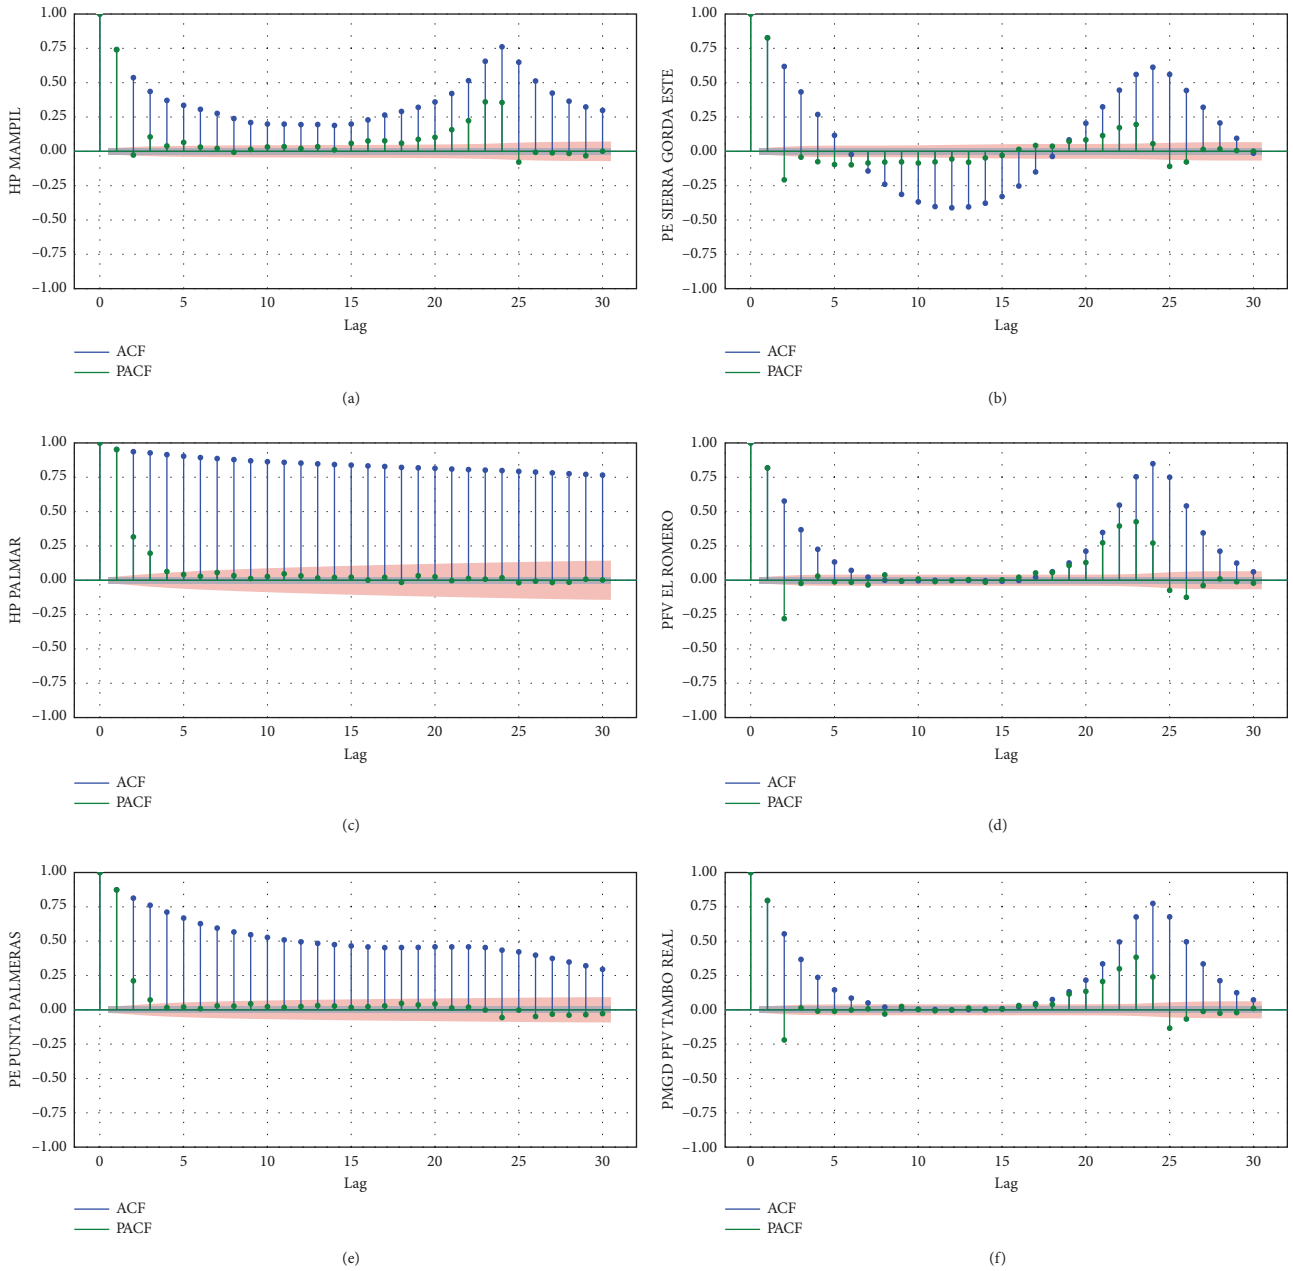 1.00
0.75
0.50
0.25
0.00
–0.25
–0.50
–0.75
–1.00
HP MAMPIL
0 5 10 15 20 25 30
Lag
ACF
PACF
(a)
1.00
0.75
0.50
0.25
0.00
–0.25
–0.50
–0.75
–1.00
PE SIERRA GORDA ESTE
0 5 10 15 20 25 30
Lag
ACF
PACF
(b)
1.00
0.75
0.50
0.25
0.00
–0.25
–0.50
–0.75
–1.00
HP PALMAR
0 5 10 15 20 25 30
Lag
ACF
PACF
(c)
1.00
0.75
0.50
0.25
0.00
–0.25
–0.50
–0.75
–1.00
PFV EL ROMERO
0 5 10 15 20 25 30
Lag
ACF
PACF
(d)
1.00
0.75
0.50
0.25
0.00
–0.25
–0.50
–0.75
–1.00
PE PUNTA PALMERAS
0 5 10 15 20 25 30
Lag
ACF
PACF
(e)
1.00
0.75
0.50
0.25
0.00
–0.25
–0.50
–0.75
–1.00
PMGD PFV TAMBO REAL
0 5 10 15 20 25 30
Lag
ACF
PACF
(f)